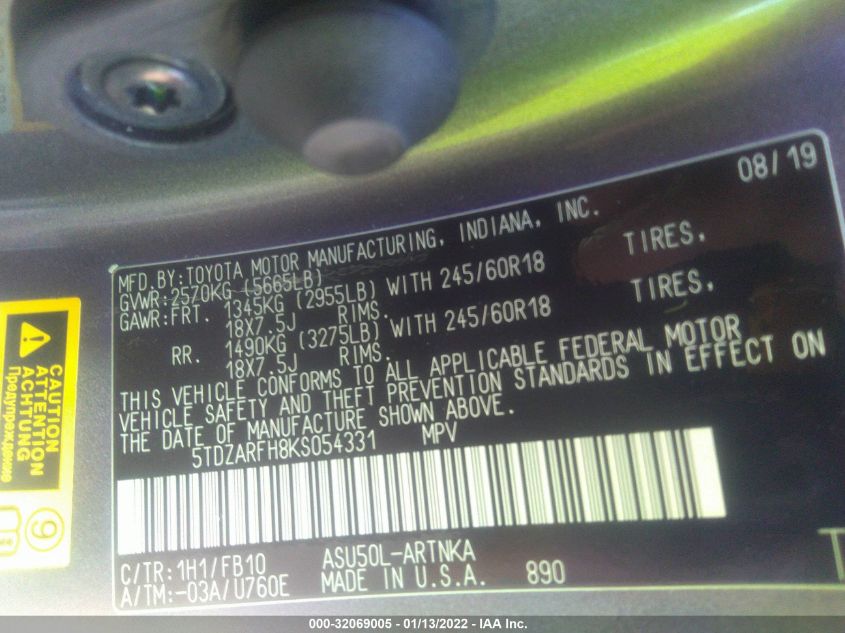 08/19
MFD.BY:TOYOTA MOTOR MANUFACTURING, INDIANA, INC.
GVWR:2570KG (5665LB)
GAWR:FRT. 1345KG (2955LB) WITH 245/60R18 TIRES.
18X7.5J RIMS.
RR. 1490KG (3275LB) WITH 245/60R18 TIRES.
18X7.5J RIMS.
THIS VEHICLE CONFORMS TO ALL APPLICABLE FEDERAL MOTOR
VEHICLE SAFETY AND THEFT PREVENTION STANDARDS IN EFFECT ON
THE DATE OF MANUFACTURE SHOWN ABOVE.
5TDZARFH8KS054331 MPV
C/TR:1H1/FB10 ASU50L-ARTNKA
A/TM:-03A/U760E MADE IN U.S.A. 890
CAUTION
ATTENTION
ACHTUNG
Предупреждение
9
000-32069005 - 01/13/2022 - IAA Inc.